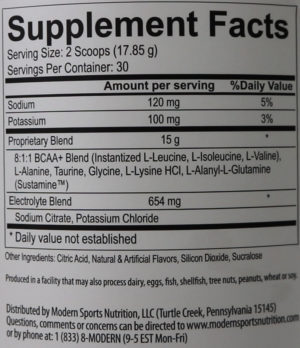 Supplement Facts
Serving Size: 2 Scoops (17.85 g)
Servings Per Container: 30
Amount per serving %Daily Value
Sodium 120 mg 5%
Potassium 100 mg 3%
Proprietary Blend 15 g *
8:1:1 BCAA+ Blend (Instantized L-Leucine, L-Isoleucine, L-Valine),
L-Alanine, Taurine, Glycine, L-Lysine HCl, L-Alanyl-L-Glutamine
(Sustamine™)
Electrolyte Blend 654 mg *
Sodium Citrate, Potassium Chloride
* Daily value not established
Other Ingredients: Citric Acid, Natural & Artificial Flavors, Silicon Dioxide, Sucralose
Produced in a facility that may also process dairy, eggs, fish, shellfish, tree nuts, peanuts, wheat or soy.
Distributed by Modern Sports Nutrition, LLC (Turtle Creek, Pennsylvania 15145)
Questions, comments or concerns can be directed to www.modernsportsnutrition.com
or by phone at: 1 (833) 8-MODERN (9-5 EST Mon-Fri)